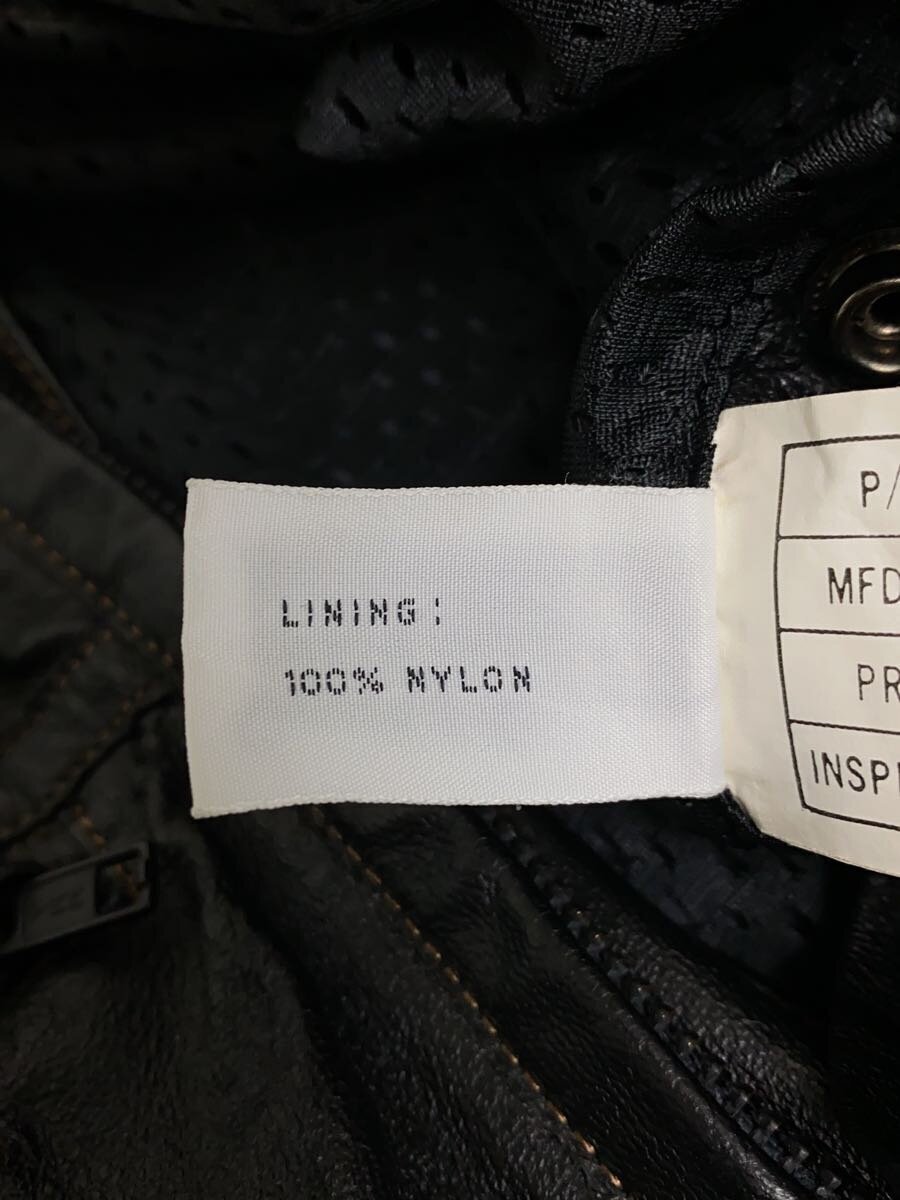 LINING:
100% NYLON
P/
MFD
PR
INSP